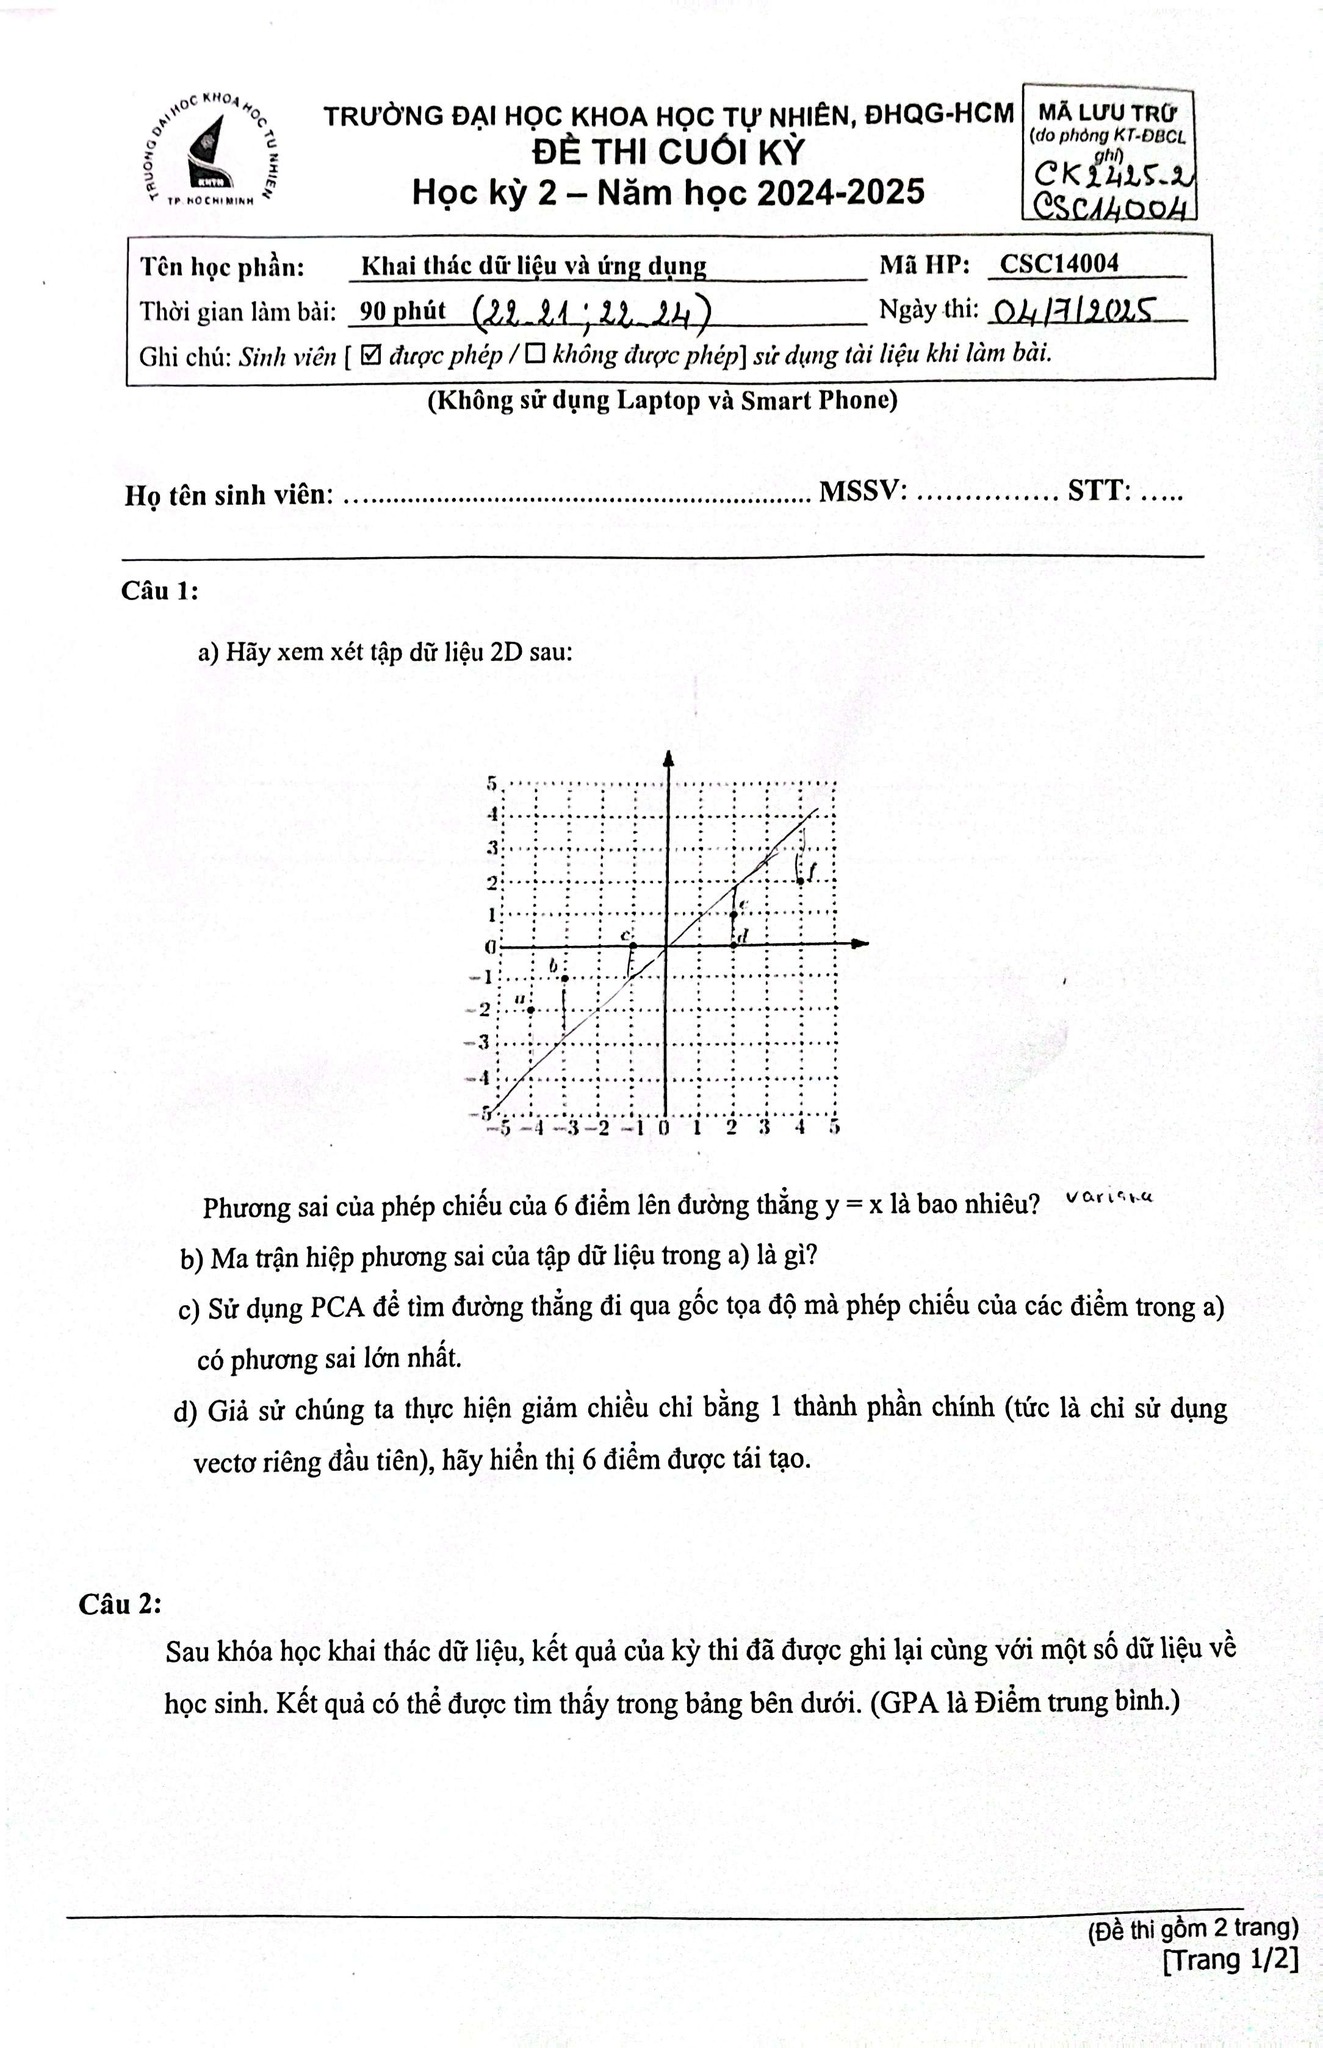 TRƯỜNG ĐẠI HỌC KHOA HỌC TỰ NHIÊN
KHTN
TP. HỒ CHÍ MINH
TRƯỜNG ĐẠI HỌC KHOA HỌC TỰ NHIÊN, ĐHQG-HCM
ĐỀ THI CUỐI KỲ
Học kỳ 2 – Năm học 2024-2025
MÃ LƯU TRỮ
(do phòng KT-ĐBCL
ghi)
CK2425-2
CSC14004
Tên học phần: Khai thác dữ liệu và ứng dụng Mã HP: CSC14004
Thời gian làm bài: 90 phút (22_21 ; 22_24) Ngày thi: 04/7/2025
Ghi chú: Sinh viên [ ☑ được phép / ☐ không được phép] sử dụng tài liệu khi làm bài.
(Không sử dụng Laptop và Smart Phone)
Họ tên sinh viên: ........................................................ MSSV: ............... STT: .....
Câu 1:
a) Hãy xem xét tập dữ liệu 2D sau:
5
4
3
2 f
1 e
0 c d
-1 b
-2 a
-3
-4
-5
-5 -4 -3 -2 -1 0 1 2 3 4 5
Phương sai của phép chiếu của 6 điểm lên đường thẳng y = x là bao nhiêu?
b) Ma trận hiệp phương sai của tập dữ liệu trong a) là gì?
c) Sử dụng PCA để tìm đường thẳng đi qua gốc tọa độ mà phép chiếu của các điểm trong a)
có phương sai lớn nhất.
d) Giả sử chúng ta thực hiện giảm chiều chỉ bằng 1 thành phần chính (tức là chỉ sử dụng
vectơ riêng đầu tiên), hãy hiển thị 6 điểm được tái tạo.
Câu 2:
Sau khóa học khai thác dữ liệu, kết quả của kỳ thi đã được ghi lại cùng với một số dữ liệu về
học sinh. Kết quả có thể được tìm thấy trong bảng bên dưới. (GPA là Điểm trung bình.)
(Đề thi gồm 2 trang)
[Trang 1/2]